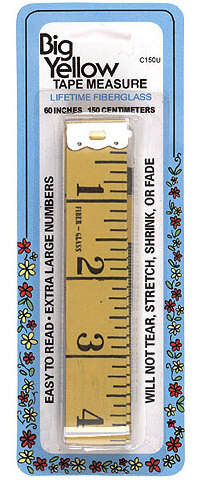 Big
Yellow
C150U
TAPE MEASURE
LIFETIME FIBERGLASS
60 INCHES 150 CENTIMETERS
EASY TO READ • EXTRA LARGE NUMBERS
1
FIBER-GLASS
2
3
4
WILL NOT TEAR, STRETCH, SHRINK, OR FADE